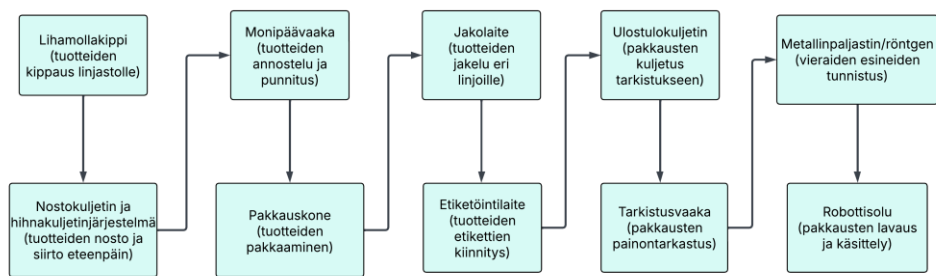 Lihamollakippi
(tuotteiden
kippaus linjastolle)
Nostokuljetin ja
hihnakuljetinjärjestelmä
(tuotteiden nosto ja
siirto eteenpäin)
Monipäävaaka
(tuotteiden
annostelu ja
punnitus)
Pakkauskone
(tuotteiden
pakkaaminen)
Jakolaite
(tuotteiden
jakelu eri
linjoille)
Etiketöintilaite
(tuotteiden
etikettien
kiinnitys)
Ulostulokuljetin
(pakkausten
kuljetus
tarkistukseen)
Tarkistusvaaka
(pakkausten
painontarkastus)
Metallinpaljastin/röntgen
(vieraiden esineiden
tunnistus)
Robottisolu
(pakkausten lavaus
ja käsittely)